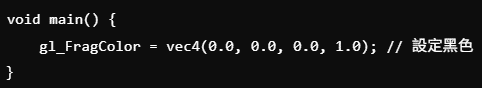 void main() {
    gl_FragColor = vec4(0.0, 0.0, 0.0, 1.0); // 設定黑色
}